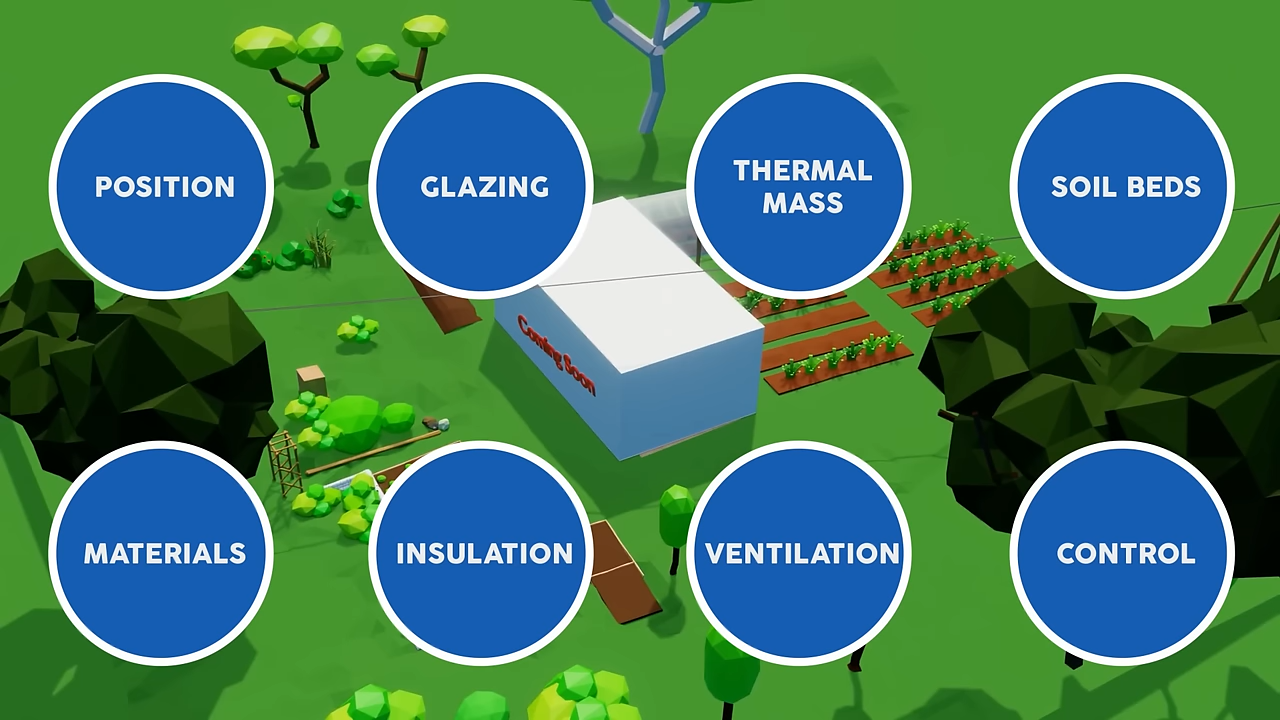 POSITION
GLAZING
THERMAL
MASS
SOIL BEDS
Coming Soon
MATERIALS
INSULATION
VENTILATION
CONTROL